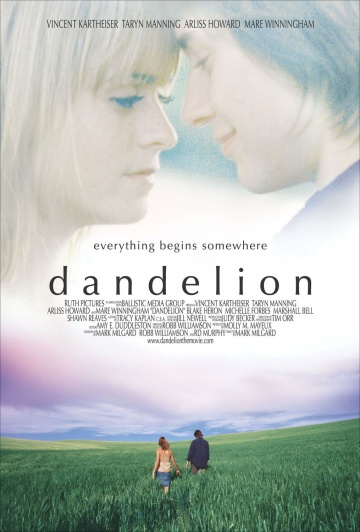 VINCENT KARTHEISER TARYN MANNING ARLISS HOWARD MARE WINNINGHAM
everything begins somewhere
dandelion
RUTH PICTURES BALLISTIC MEDIA GROUP VINCENT KARTHEISER TARYN MANNING
ARLISS HOWARD AND MARE WINNINGHAM "DANDELION" BLAKE HERON MICHELLE FORBES MARSHALL BELL
SHAWN REAVES TRACY KAPLAN C.S.A. JILL NEWELL JUDY BECKER TIM ORR
AMY E. DUDDLESTON ROBB WILLIAMSON MOLLY M. MAYEUX
MARK MILGARD ROBB WILLIAMSON AND RD MURPHY MARK MILGARD
www.dandelionthemovie.com